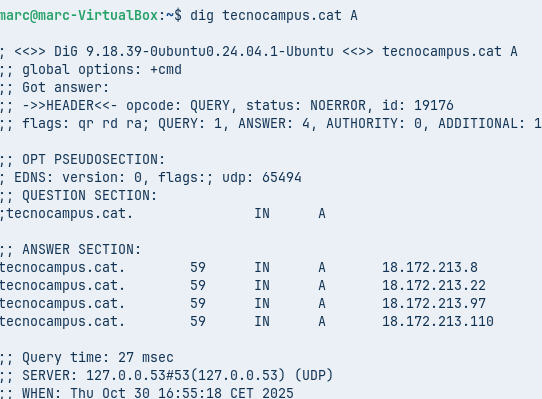 marc@marc-VirtualBox:~$ dig tecnocampus.cat A

; <<>> DiG 9.18.39-0ubuntu0.24.04.1-Ubuntu <<>> tecnocampus.cat A
;; global options: +cmd
;; Got answer:
;; ->>HEADER<<- opcode: QUERY, status: NOERROR, id: 19176
;; flags: qr rd ra; QUERY: 1, ANSWER: 4, AUTHORITY: 0, ADDITIONAL: 1

;; OPT PSEUDOSECTION:
; EDNS: version: 0, flags:; udp: 65494
;; QUESTION SECTION:
;tecnocampus.cat. IN A

;; ANSWER SECTION:
tecnocampus.cat. 59 IN A 18.172.213.8
tecnocampus.cat. 59 IN A 18.172.213.22
tecnocampus.cat. 59 IN A 18.172.213.97
tecnocampus.cat. 59 IN A 18.172.213.110

;; Query time: 27 msec
;; SERVER: 127.0.0.53#53(127.0.0.53) (UDP)
;; WHEN: Thu Oct 30 16:55:18 CET 2025